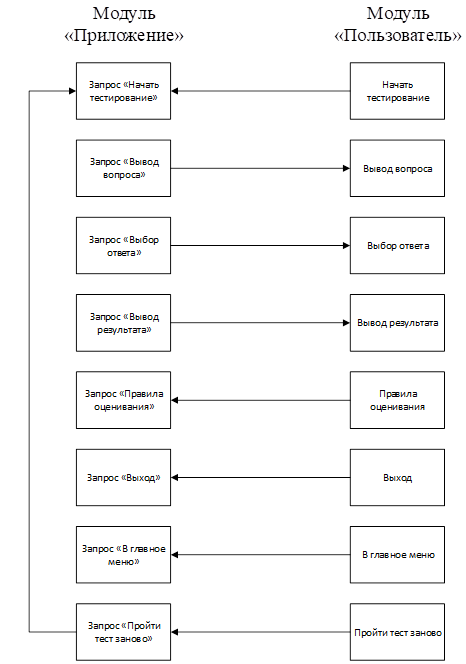 Модуль
«Приложение»
Модуль
«Пользователь»
Запрос «Начать
тестирование»
Начать
тестирование
Запрос «Вывод
вопроса»
Вывод вопроса
Запрос «Выбор
ответа»
Выбор ответа
Запрос «Вывод
результата»
Вывод результата
Запрос «Правила
оценивания»
Правила
оценивания
Запрос «Выход»
Выход
Запрос «В главное
меню»
В главное меню
Запрос «Пройти
тест заново»
Пройти тест заново